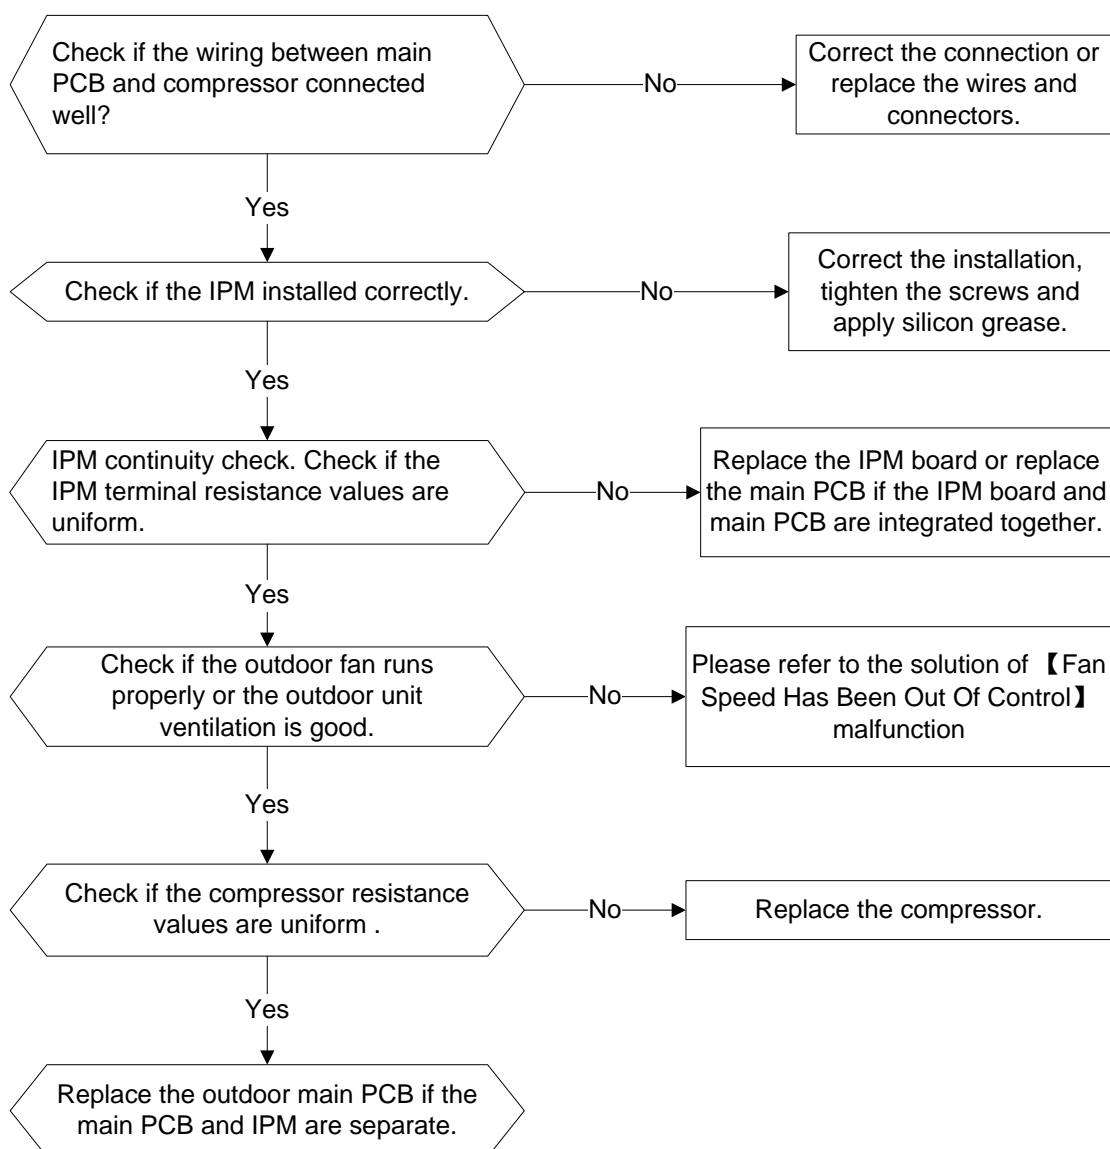 Check if the wiring between main
PCB and compressor connected
well?
No
Correct the connection or
replace the wires and
connectors.
Yes
Check if the IPM installed correctly.
No
Correct the installation,
tighten the screws and
apply silicon grease.
Yes
IPM continuity check. Check if the
IPM terminal resistance values are
uniform.
No
Replace the IPM board or replace
the main PCB if the IPM board and
main PCB are integrated together.
Yes
Check if the outdoor fan runs
properly or the outdoor unit
ventilation is good.
No
Please refer to the solution of 【Fan
Speed Has Been Out Of Control】
malfunction
Yes
Check if the compressor resistance
values are uniform .
No
Replace the compressor.
Yes
Replace the outdoor main PCB if the
main PCB and IPM are separate.